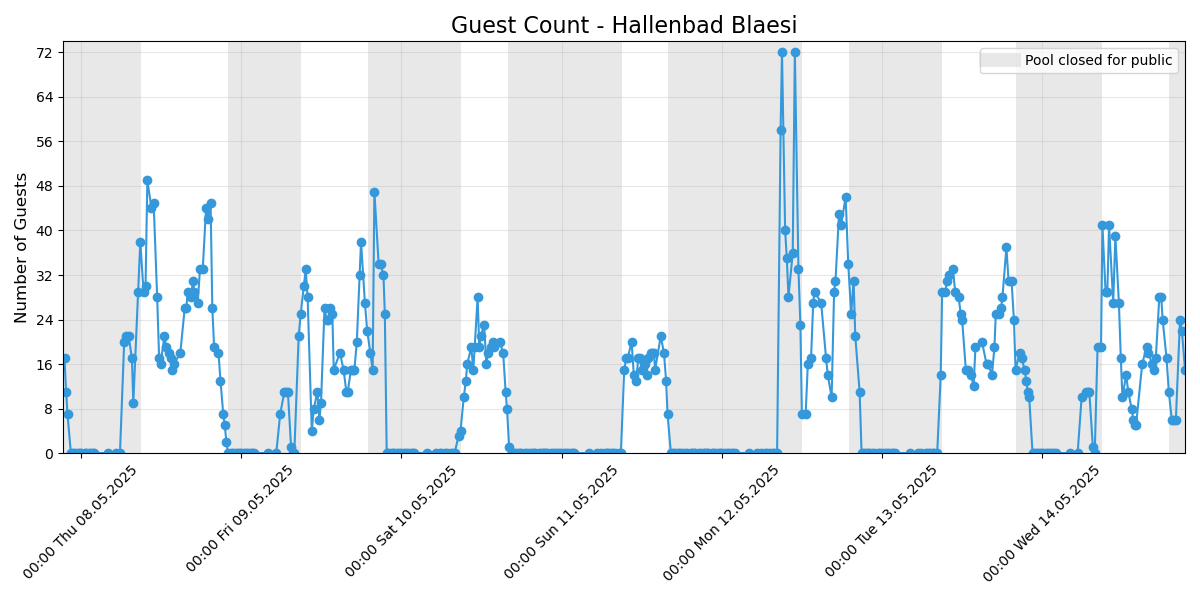 Guest Count - Hallenbad Blaesi
Pool closed for public
Number of Guests
72
64
56
48
40
32
24
16
8
0
00:00 Thu 08.05.2025
00:00 Fri 09.05.2025
00:00 Sat 10.05.2025
00:00 Sun 11.05.2025
00:00 Mon 12.05.2025
00:00 Tue 13.05.2025
00:00 Wed 14.05.2025